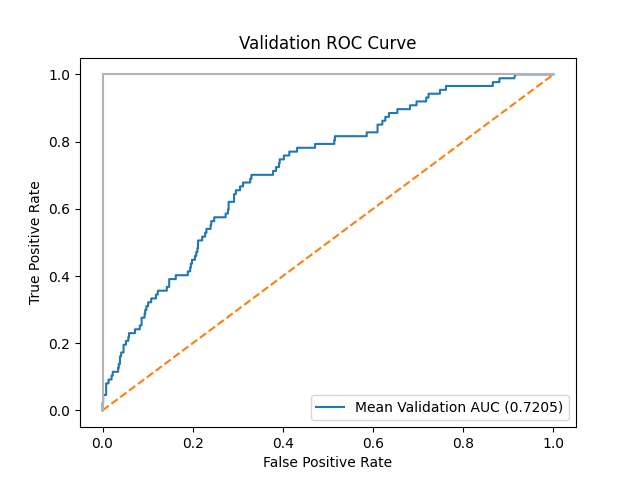 Validation ROC Curve
True Positive Rate
1.0
0.8
0.6
0.4
0.2
0.0
Mean Validation AUC (0.7205)
0.0 0.2 0.4 0.6 0.8 1.0
False Positive Rate